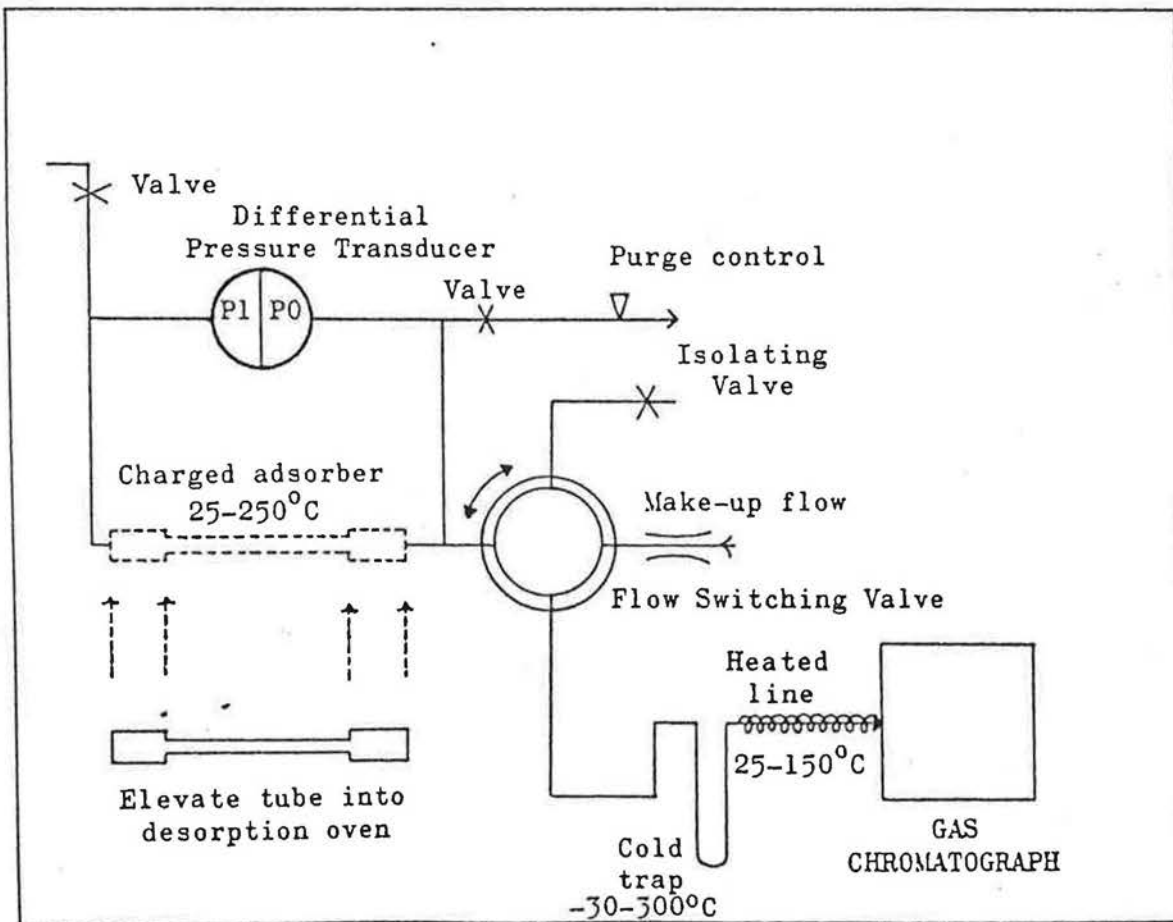 Valve
Differential
Pressure Transducer
P1 P0
Valve
Purge control
Isolating
Valve
Charged adsorber
25-250°C
Make-up flow
Flow Switching Valve
Heated
line
25-150°C
Elevate tube into
desorption oven
Cold
trap
-30-300°C
GAS
CHROMATOGRAPH